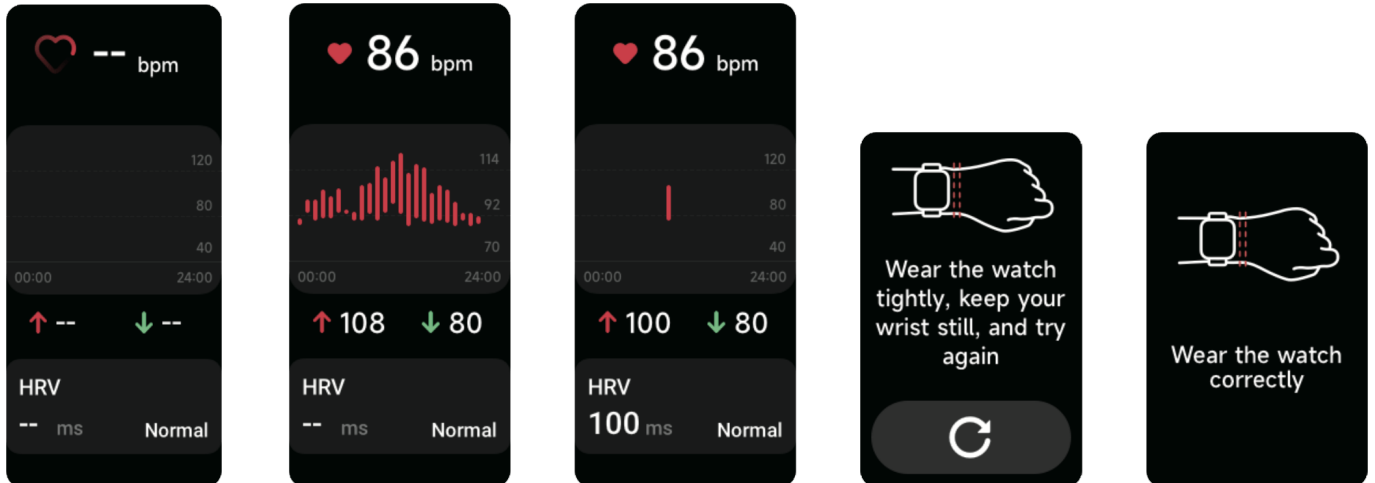 -- bpm
120
80
40
00:00 24:00
↑ -- ↓ --
HRV
-- ms Normal
86 bpm
114
92
70
00:00 24:00
↑ 108 ↓ 80
HRV
-- ms Normal
86 bpm
120
80
40
00:00 24:00
↑ 100 ↓ 80
HRV
100 ms Normal
Wear the watch
tightly, keep your
wrist still, and try
again
Wear the watch
correctly